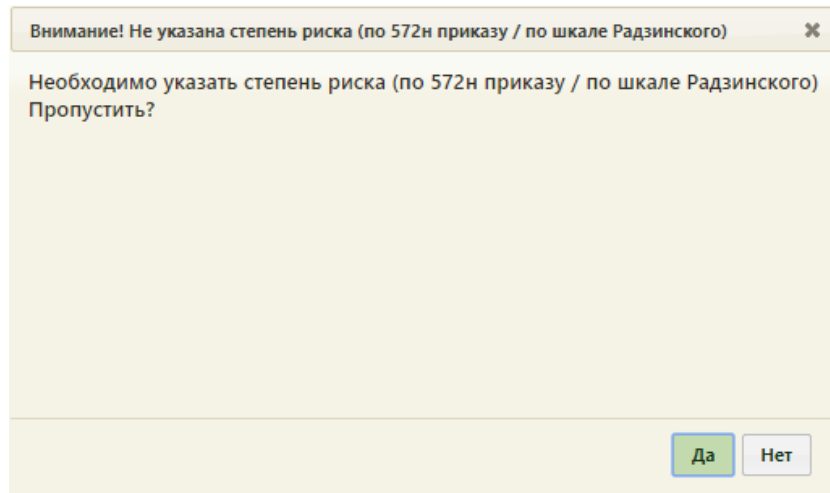 Внимание! Не указана степень риска (по 572н приказу / по шкале Радзинского)
Необходимо указать степень риска (по 572н приказу / по шкале Радзинского)
Пропустить?
Да
Нет